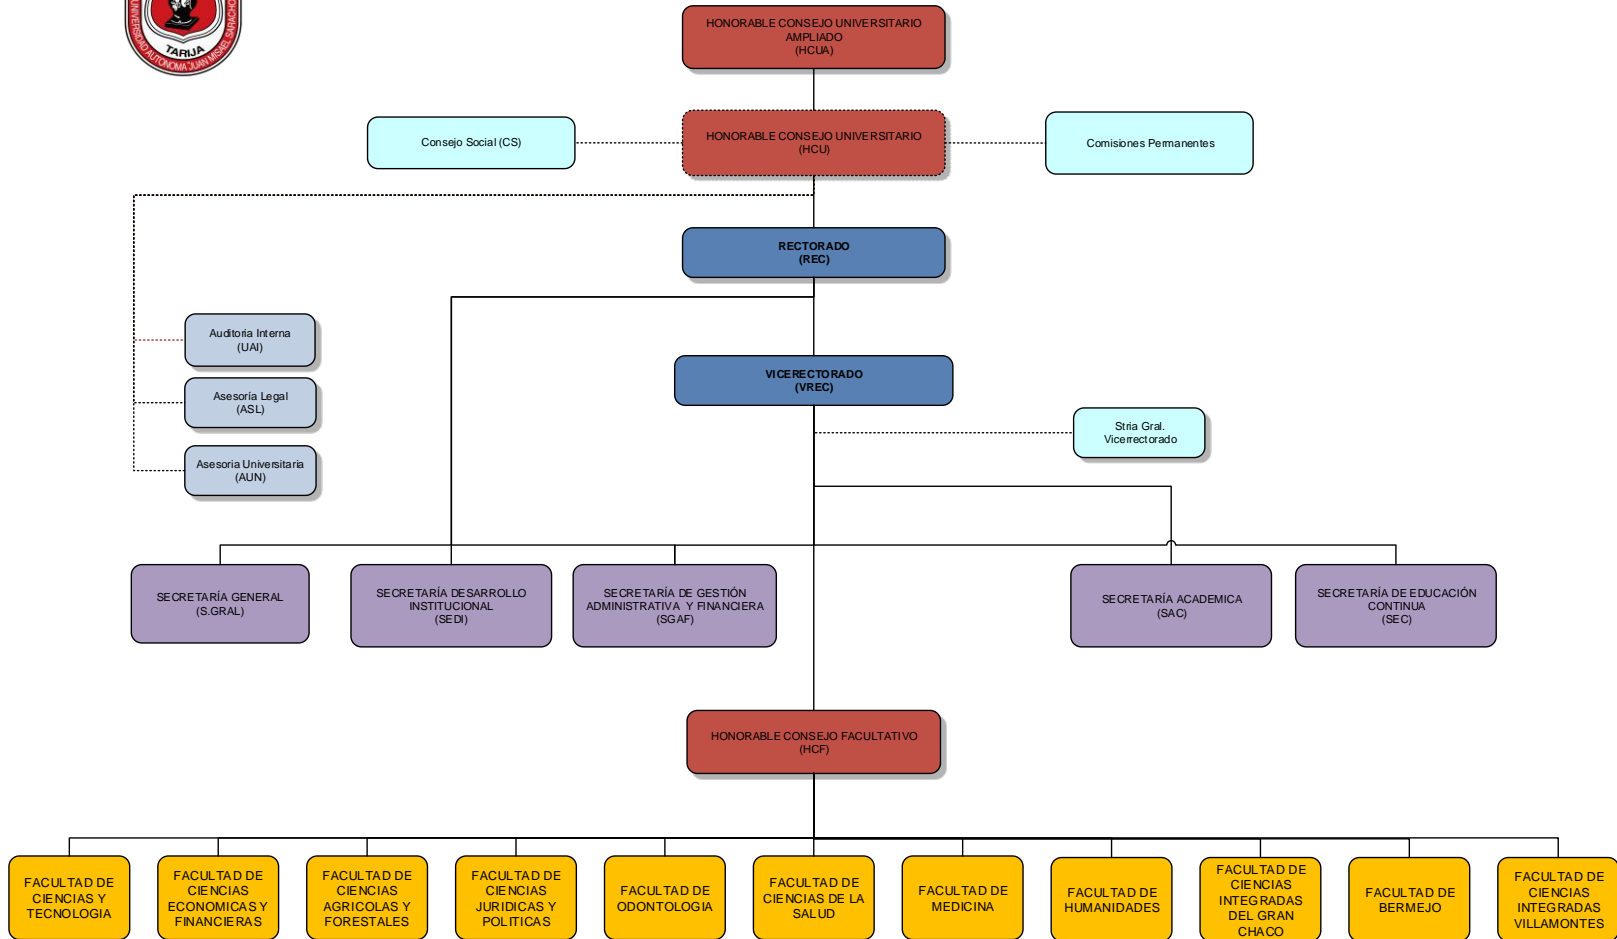 TARIJA
UNIVERSIDAD AUTONOMA "JUAN MISAEL SARACHO"
HONORABLE CONSEJO UNIVERSITARIO
AMPLIADO
(HCUA)
Consejo Social (CS)
HONORABLE CONSEJO UNIVERSITARIO
(HCU)
Comisiones Permanentes
RECTORADO
(REC)
Auditoria Interna
(UAI)
Asesoría Legal
(ASL)
Asesoria Universitaria
(AUN)
VICERECTORADO
(VREC)
Stria Gral.
Vicerrectorado
SECRETARÍA GENERAL
(S.GRAL)
SECRETARÍA DESARROLLO
INSTITUCIONAL
(SEDI)
SECRETARÍA DE GESTIÓN
ADMINISTRATIVA Y FINANCIERA
(SGAF)
SECRETARÍA ACADEMICA
(SAC)
SECRETARÍA DE EDUCACIÓN
CONTINUA
(SEC)
HONORABLE CONSEJO FACULTATIVO
(HCF)
FACULTAD DE
CIENCIAS Y
TECNOLOGIA
FACULTAD DE
CIENCIAS
ECONOMICAS Y
FINANCIERAS
FACULTAD DE
CIENCIAS
AGRICOLAS Y
FORESTALES
FACULTAD DE
CIENCIAS
JURIDICAS Y
POLITICAS
FACULTAD DE
ODONTOLOGIA
FACULTAD DE
CIENCIAS DE LA
SALUD
FACULTAD DE
MEDICINA
FACULTAD DE
HUMANIDADES
FACULTAD DE
CIENCIAS
INTEGRADAS
DEL GRAN
CHACO
FACULTAD DE
BERMEJO
FACULTAD DE
CIENCIAS
INTEGRADAS
VILLAMONTES